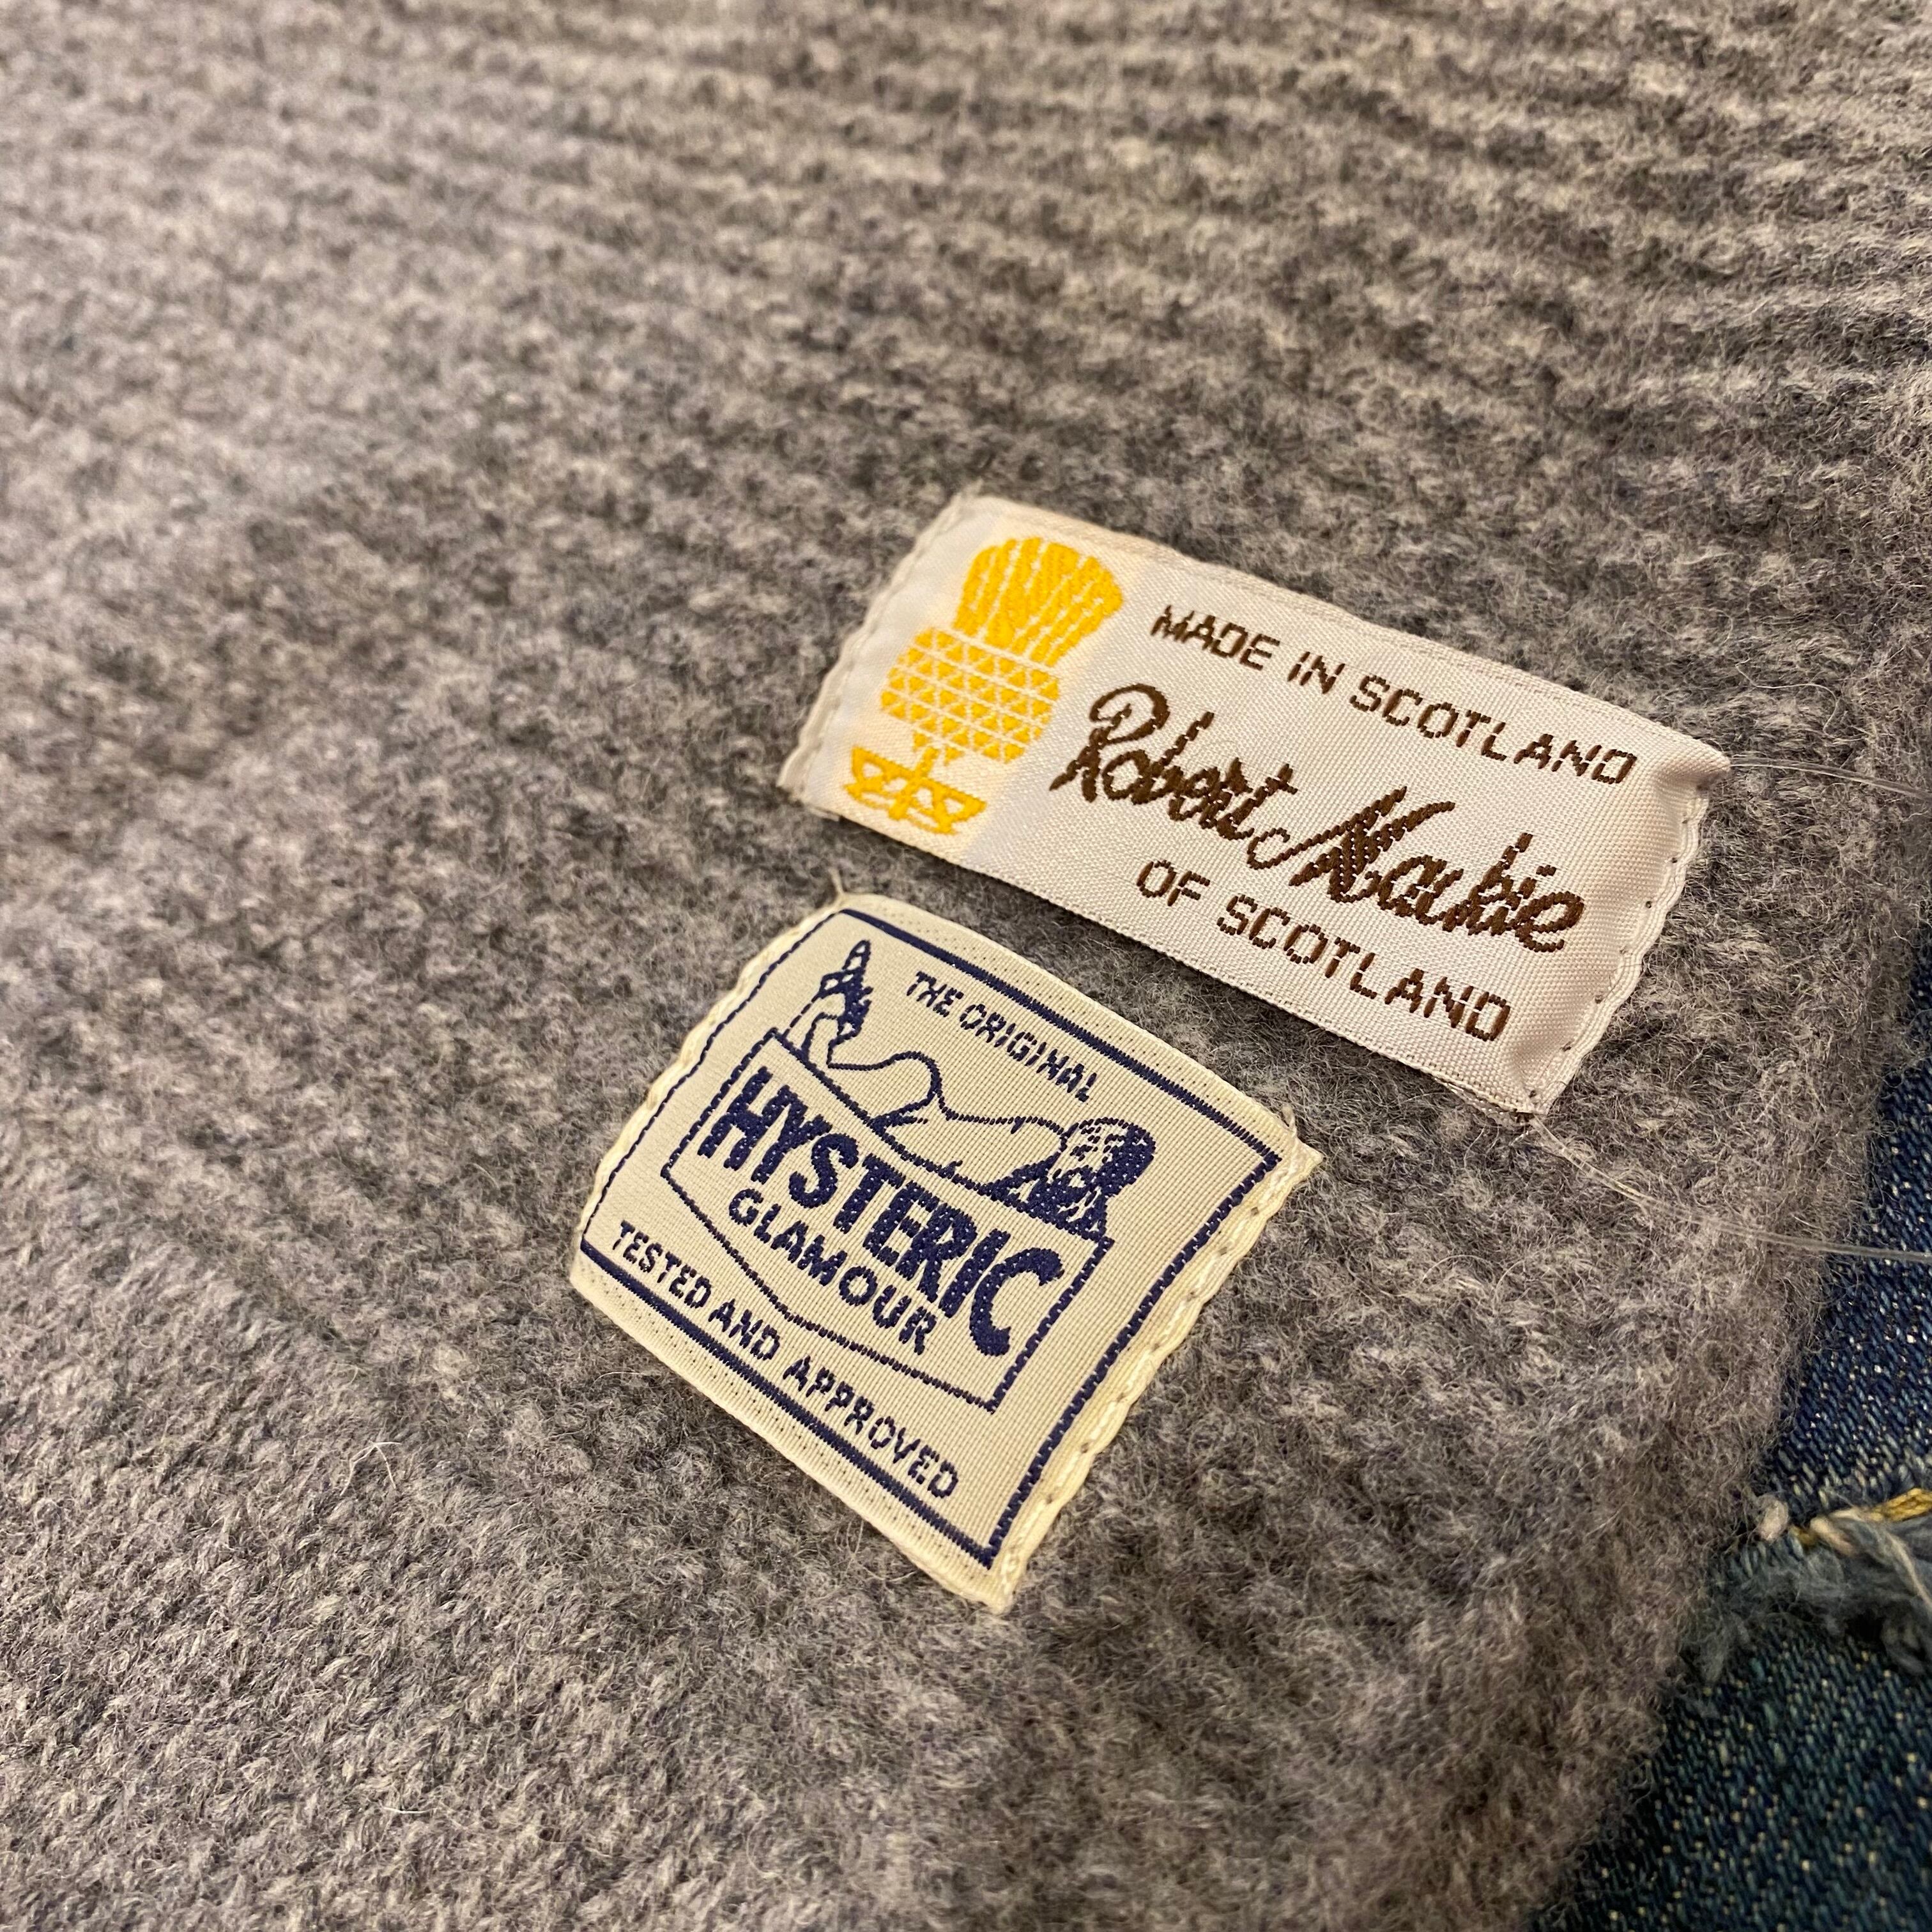 MADE IN SCOTLAND
Robert Mackie
OF SCOTLAND
THE ORIGINAL
HYSTERIC
GLAMOUR
TESTED AND APPROVED